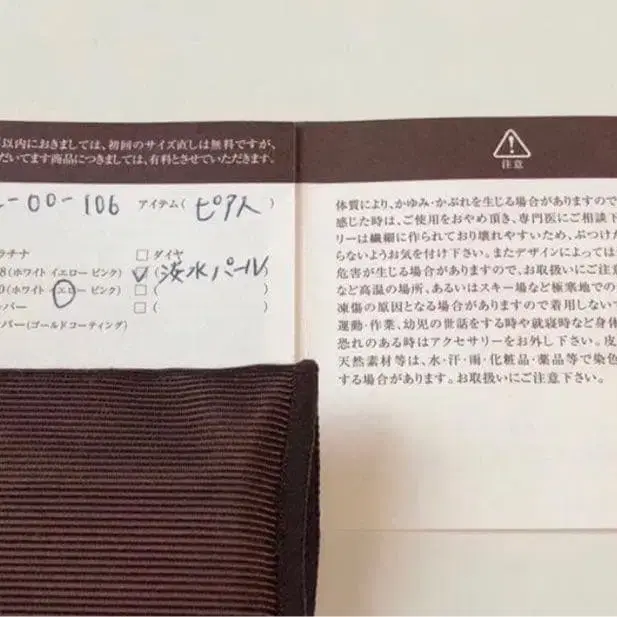 以内におきましては、初回のサイズ直しは無料ですが、
だいてます商品につきましては、有料とさせていただきます。
-00-106 アイテム(ピアス)
ラチナ □ダイヤ
8(ホワイト イエロー ピンク) ✓(淡水パール)
0(ホワイト イエロー ピンク) □( )
バー □( )
バー(ゴールドコーティング)
注意
体質により、かゆみ・かぶれを生じる場合がありますので
感じた時は、ご使用をおやめ頂き、専門医にご相談下
リーは繊細に作られており壊れやすいため、ぶつけた
らないようお気を付け下さい。またデザインによっては
危害が生じる場合がありますので、お取扱いにご注意
など高温の場所、あるいはスキー場など極寒地での
凍傷の原因となる場合がありますので着用しないで
運動・作業、幼児の世話をする時や就寝時など身体
恐れのある時はアクセサリーをお外し下さい。皮
天然素材等は、水・汗・雨・化粧品・薬品等で染色
する場合があります。お取扱いにご注意下さい。